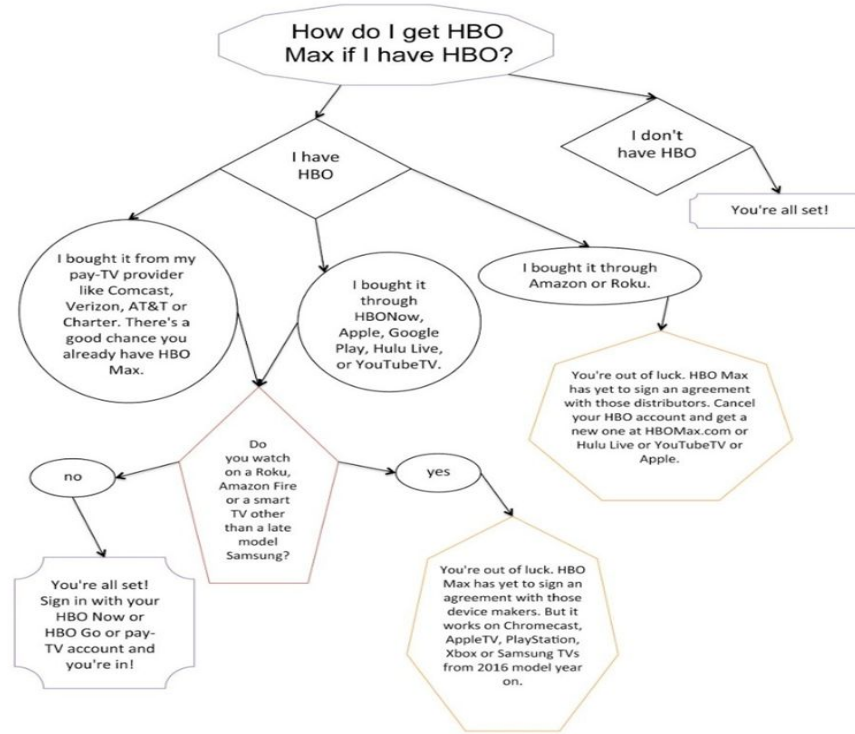 How do I get HBO
Max if I have HBO?
I have
HBO
I don't
have HBO
You're all set!
I bought it from my
pay-TV provider
like Comcast,
Verizon, AT&T or
Charter. There's a
good chance you
already have HBO
Max.
I bought it
through
HBONow,
Apple, Google
Play, Hulu Live,
or YouTubeTV.
I bought it through
Amazon or Roku.
You're out of luck. HBO Max
has yet to sign an agreement
with those distributors. Cancel
your HBO account and get a
new one at HBOMax.com or
Hulu Live or YouTubeTV or
Apple.
Do
you watch
on a Roku,
Amazon Fire
or a smart
TV other
than a late
model
Samsung?
no
yes
You're all set!
Sign in with your
HBO Now or
HBO Go or pay-
TV account and
you're in!
You're out of luck. HBO
Max has yet to sign an
agreement with those
device makers. But it
works on Chromecast,
AppleTV, PlayStation,
Xbox or Samsung TVs
from 2016 model year
on.